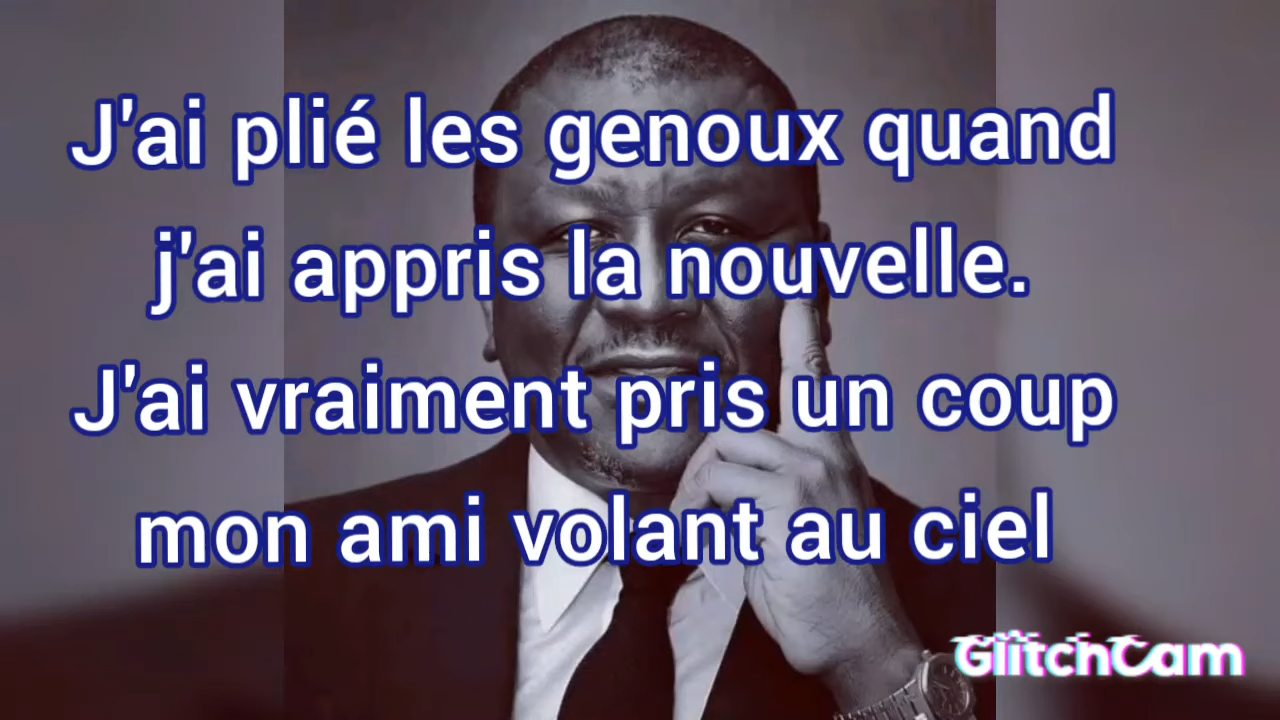 J'ai plié les genoux quand
j'ai appris la nouvelle.
J'ai vraiment pris un coup
mon ami volant au ciel
GlitchCam